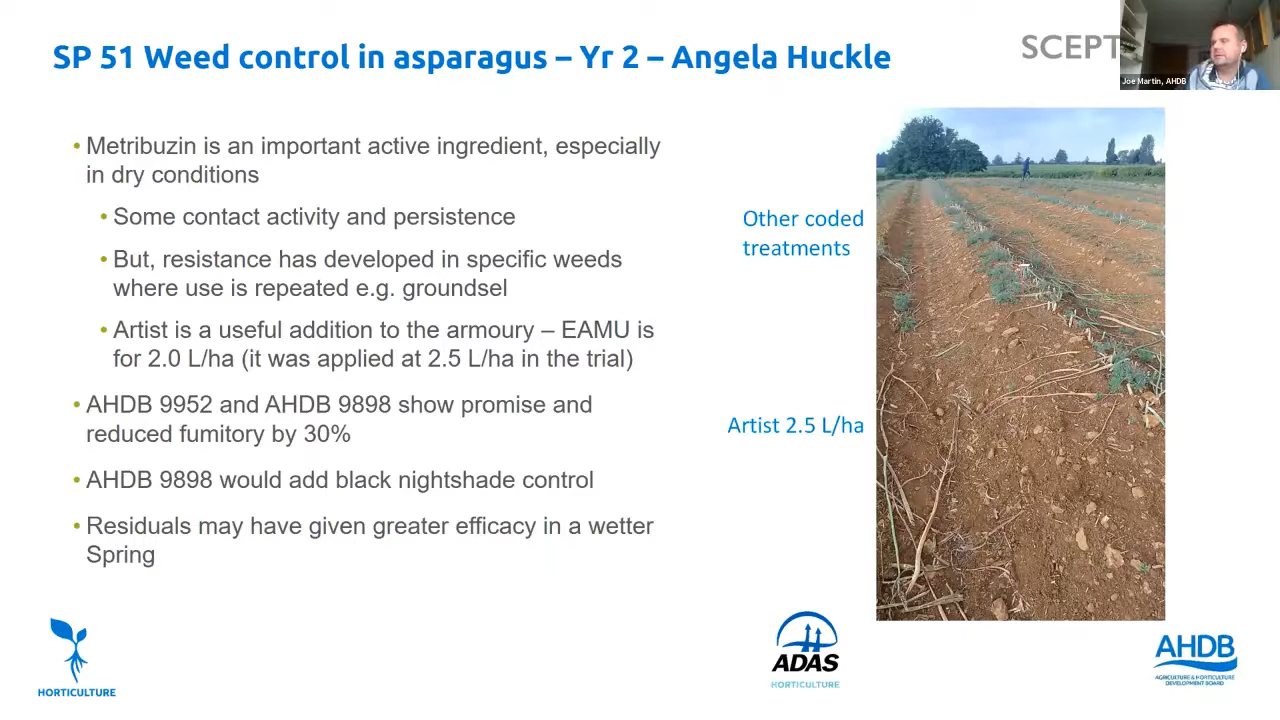 SP 51 Weed control in asparagus – Yr 2 – Angela Huckle
SCEPT
Joe Martin, AHDB
• Metribuzin is an important active ingredient, especially
in dry conditions
• Some contact activity and persistence
• But, resistance has developed in specific weeds
where use is repeated e.g. groundsel
• Artist is a useful addition to the armoury – EAMU is
for 2.0 L/ha (it was applied at 2.5 L/ha in the trial)
• AHDB 9952 and AHDB 9898 show promise and
reduced fumitory by 30%
• AHDB 9898 would add black nightshade control
• Residuals may have given greater efficacy in a wetter
Spring
Other coded
treatments
Artist 2.5 L/ha
HORTICULTURE
ADAS
HORTICULTURE
AHDB
AGRICULTURE & HORTICULTURE
DEVELOPMENT BOARD